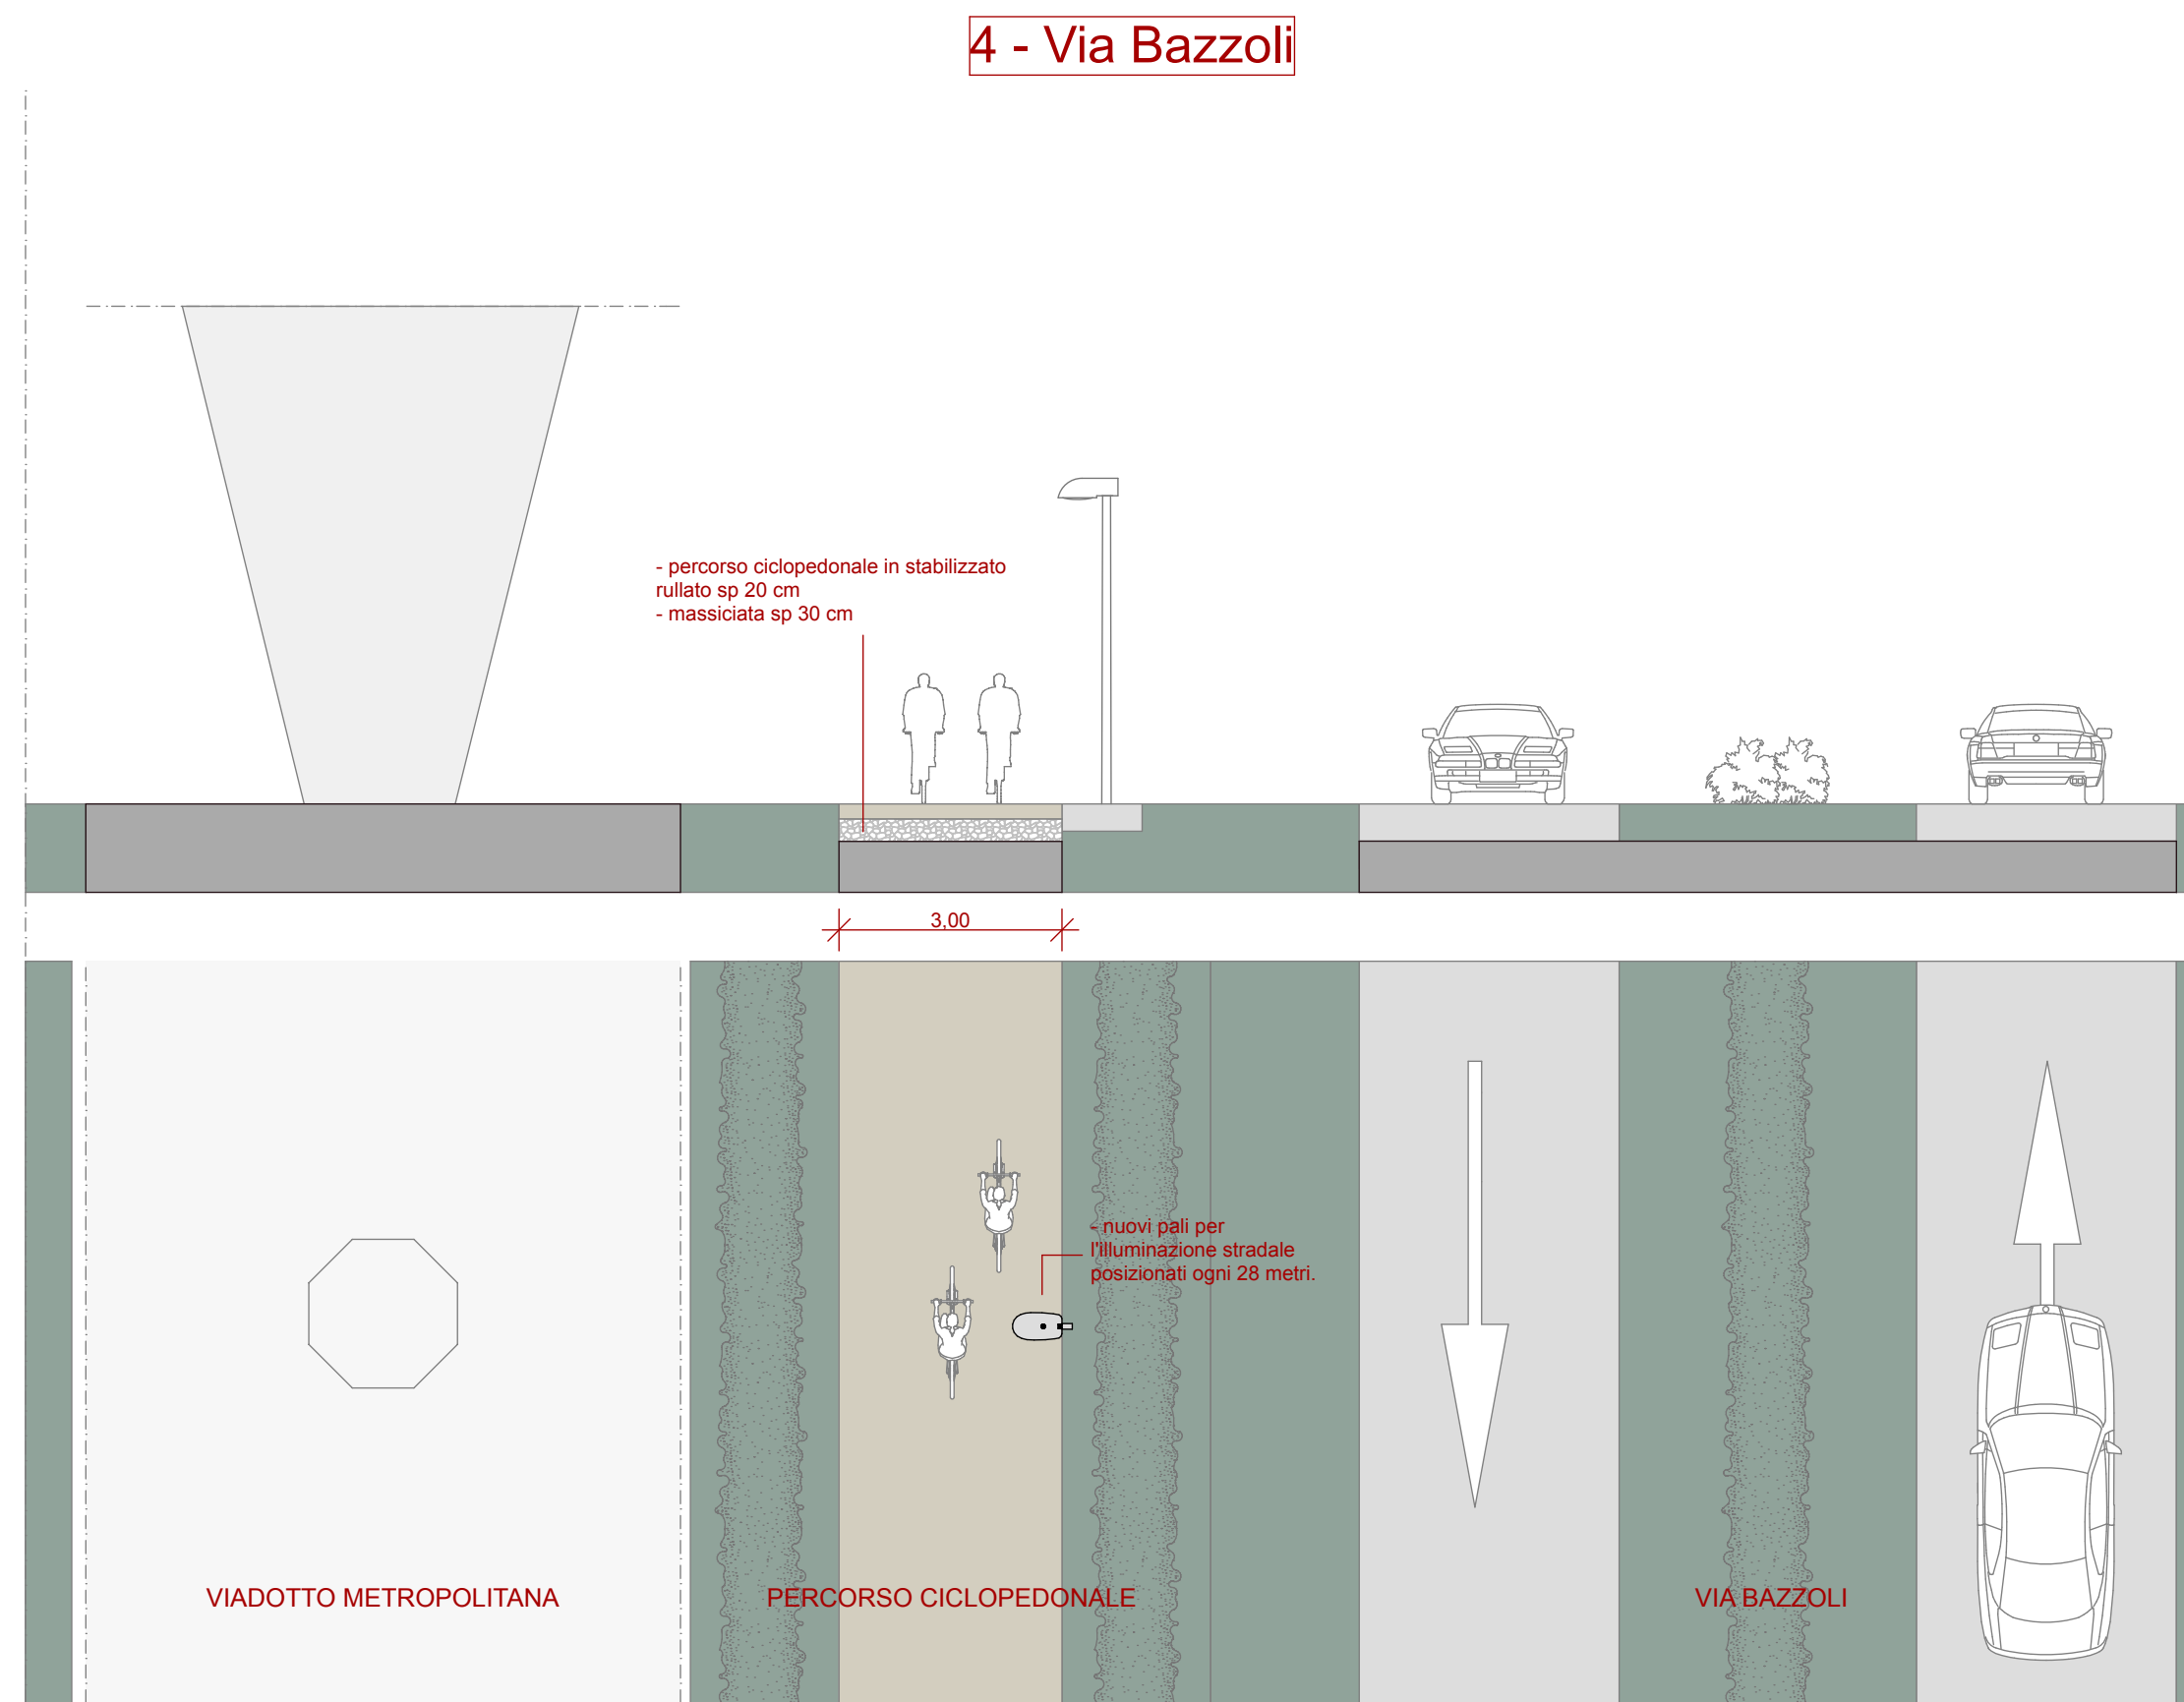 4 - Via Bazzoli
- percorso ciclopedonale in stabilizzato
rullato sp 20 cm
- massiciata sp 30 cm
3,00
- nuovi pali per
l'illuminazione stradale
posizionati ogni 28 metri.
VIADOTTO METROPOLITANA
PERCORSO CICLOPEDONALE
VIA BAZZOLI